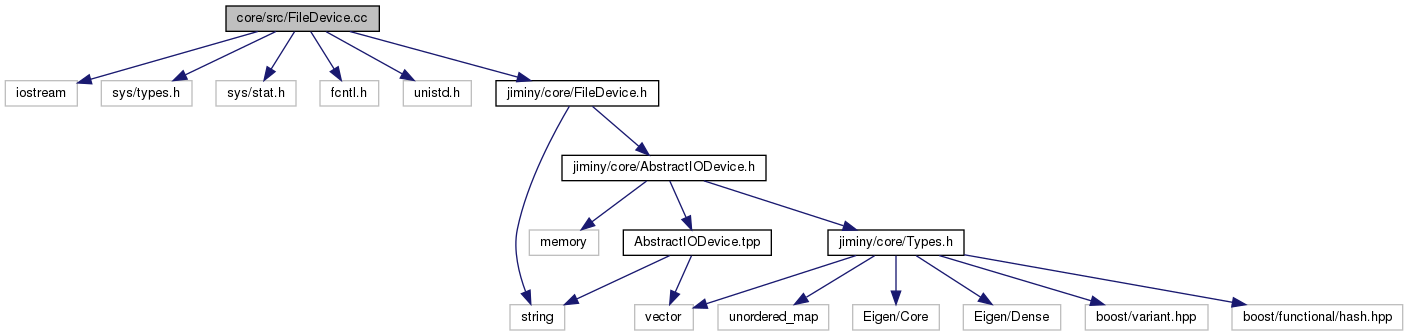 core/src/FileDevice.cc
iostream
sys/types.h
sys/stat.h
fcntl.h
unistd.h
jiminy/core/FileDevice.h
jiminy/core/AbstractIODevice.h
memory
AbstractIODevice.tpp
jiminy/core/Types.h
string
vector
unordered_map
Eigen/Core
Eigen/Dense
boost/variant.hpp
boost/functional/hash.hpp